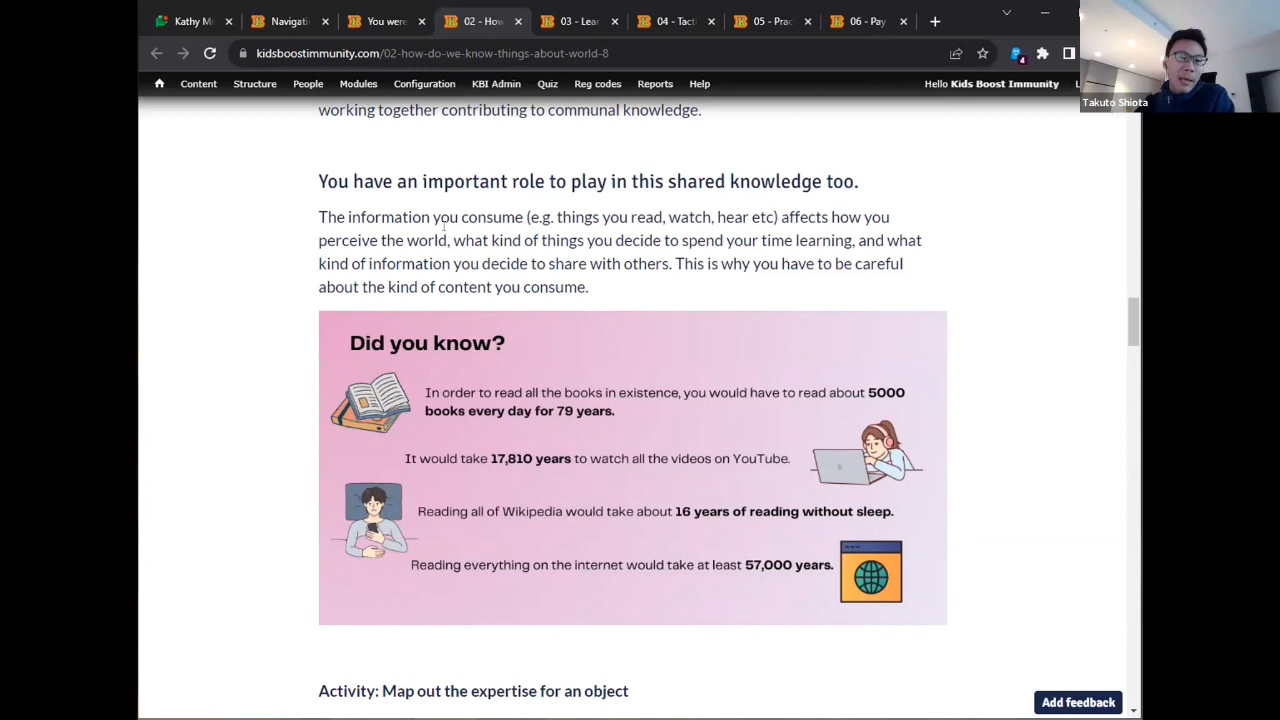 Kathy M
Navigatin
You were
02 - How
03 - Lear
04 - Tacti
05 - Prac
06 - Pay
kidsboostimmunity.com/02-how-do-we-know-things-about-world-8
4
Content Structure People Modules Configuration KBI Admin Quiz Reg codes Reports Help
Hello Kids Boost Immunity
Takuto Shiota
working together contributing to communal knowledge.
You have an important role to play in this shared knowledge too.
The information you consume (e.g. things you read, watch, hear etc) affects how you
perceive the world, what kind of things you decide to spend your time learning, and what
kind of information you decide to share with others. This is why you have to be careful
about the kind of content you consume.
Did you know?
In order to read all the books in existence, you would have to read about 5000
books every day for 79 years.
It would take 17,810 years to watch all the videos on YouTube.
Reading all of Wikipedia would take about 16 years of reading without sleep.
Reading everything on the internet would take at least 57,000 years.
Activity: Map out the expertise for an object
Add feedback